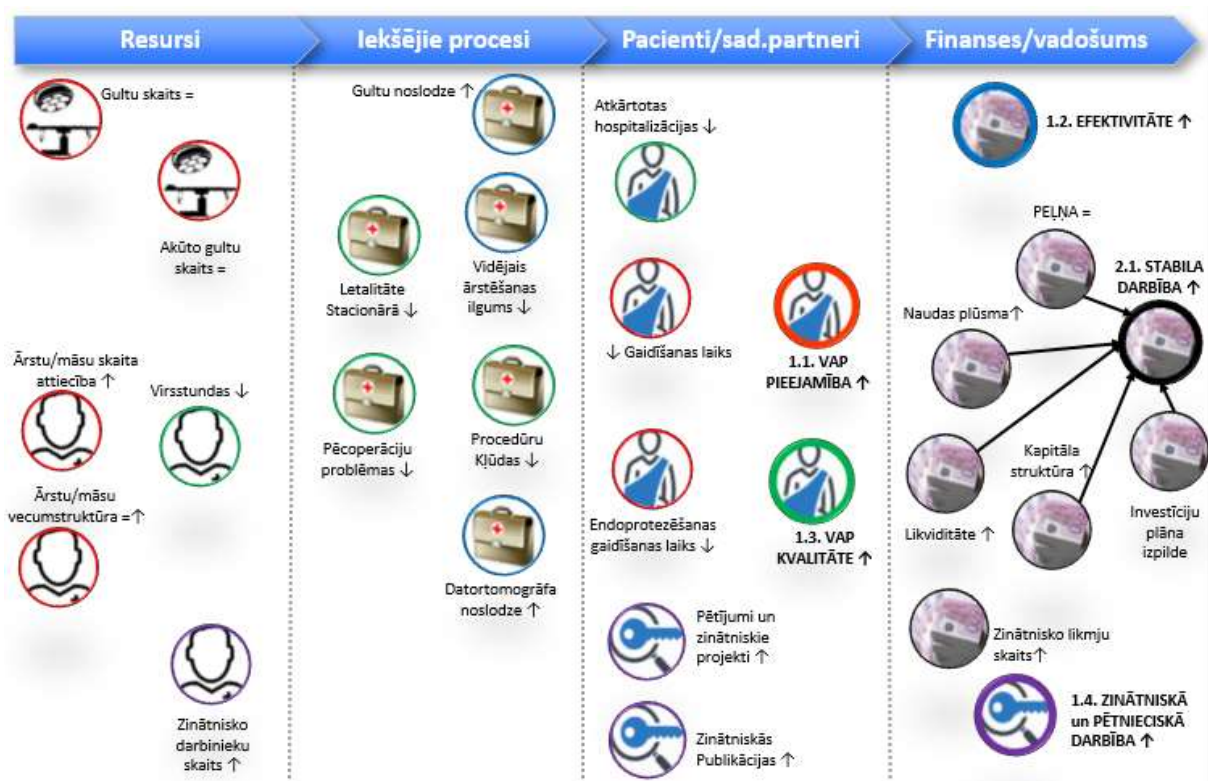 Resursi
Iekšējie procesi
Pacienti/sad.partneri
Finanses/vadošums
Gultu skaits =
Akūto gultu
skaits =
Ārstu/māsu skaita
attiecība ↑
Virsstundas ↓
Ārstu/māsu
vecumstruktūra =↑
Zinātnisko
darbinieku
skaits ↑
Gultu noslodze ↑
Letalitāte
Stacionārā ↓
Vidējais
ārstēšanas
ilgums ↓
Pēcoperāciju
problēmas ↓
Procedūru
Kļūdas ↓
Datortomogrāfa
noslodze ↑
Atkārtotas
hospitalizācijas ↓
↓ Gaidīšanas laiks
1.1. VAP
PIEEJAMĪBA ↑
Endoprotezēšanas
gaidīšanas laiks ↓
1.3. VAP
KVALITĀTE ↑
Pētījumi un
zinātniskie
projekti ↑
Zinātniskās
Publikācijas ↑
1.2. EFEKTIVITĀTE ↑
PEĻŅA =
2.1. STABILA
DARBĪBA ↑
Naudas plūsma↑
Likviditāte ↑
Kapitāla
struktūra ↑
Investīciju
plāna
izpilde
Zinātnisko likmju
skaits↑
1.4. ZINĀTNISKĀ
un PĒTNIECISKĀ
DARBĪBA ↑